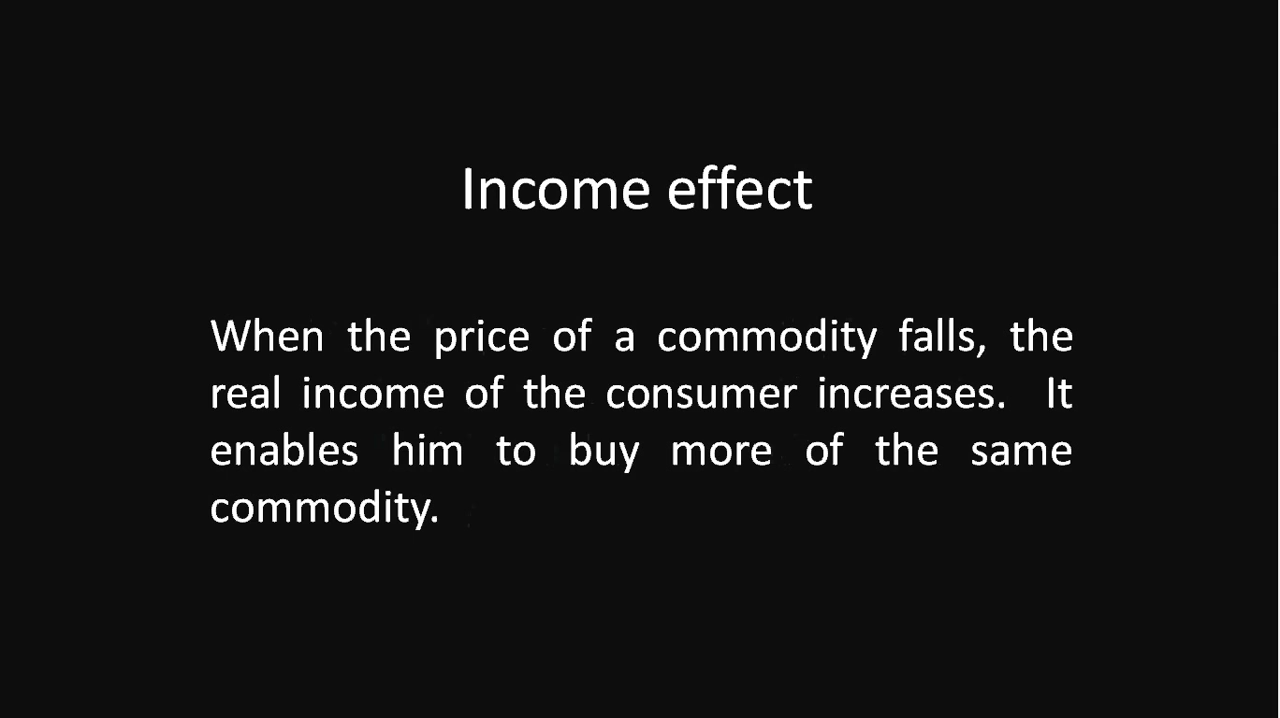 Income effect
When the price of a commodity falls, the
real income of the consumer increases. It
enables him to buy more of the same
commodity.